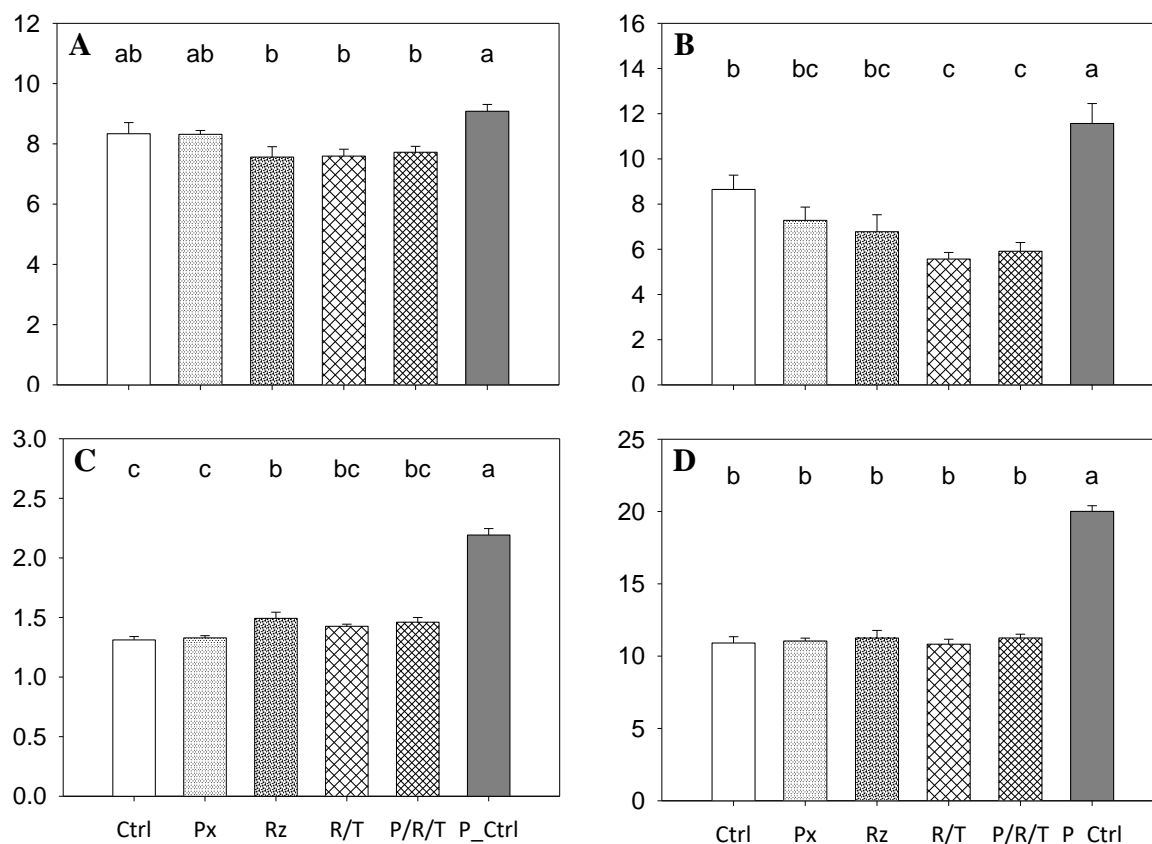 A
ab ab b b b a
12
10
8
6
4
2
0
B
b bc bc c c a
16
14
12
10
8
6
4
2
0
C
c c b bc bc a
3.0
2.5
2.0
1.5
1.0
0.5
0.0
Ctrl Px Rz R/T P/R/T P_Ctrl
D
b b b b b a
25
20
15
10
5
0
Ctrl Px Rz R/T P/R/T P Ctrl